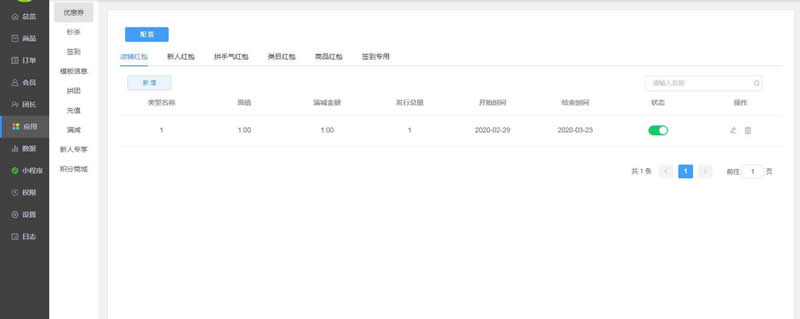 总览
商品
订单
会员
团长
应用
数据
小程序
权限
设置
日志
优惠券
秒杀
签到
模板信息
拼团
充值
满减
新人专享
积分商城
配置
店铺红包 新人红包 拼手气红包 类目红包 商品红包 签到专用
新增
请输入名称
类型名称 面值 满减金额 发行总量 开始时间 结束时间 状态 操作
1 1.00 1.00 1 2020-02-29 2020-03-23
共 1 条 1 前往 1 页